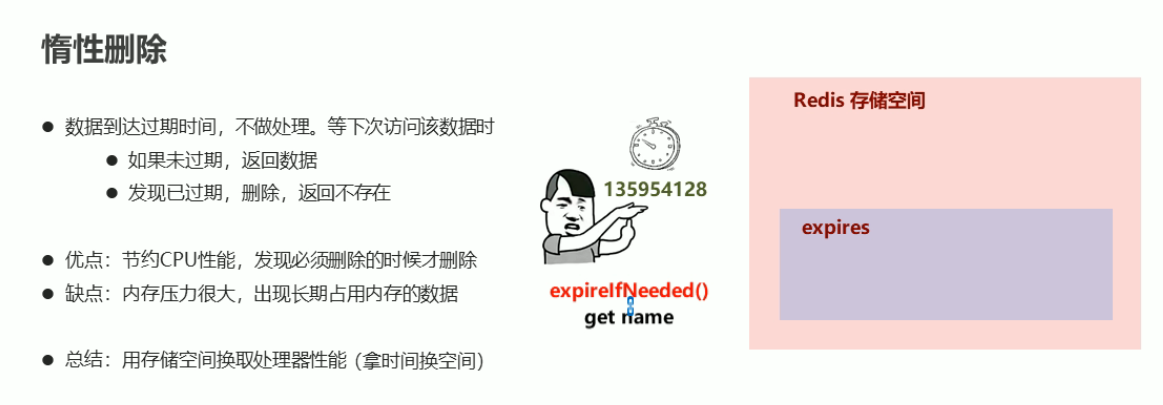 惰性删除
● 数据到达过期时间，不做处理。等下次访问该数据时
● 如果未过期，返回数据
● 发现已过期，删除，返回不存在
● 优点：节约CPU性能，发现必须删除的时候才删除
● 缺点：内存压力很大，出现长期占用内存的数据
● 总结：用存储空间换取处理器性能（拿时间换空间）
135954128
expireIfNeeded()
get name
Redis 存储空间
expires